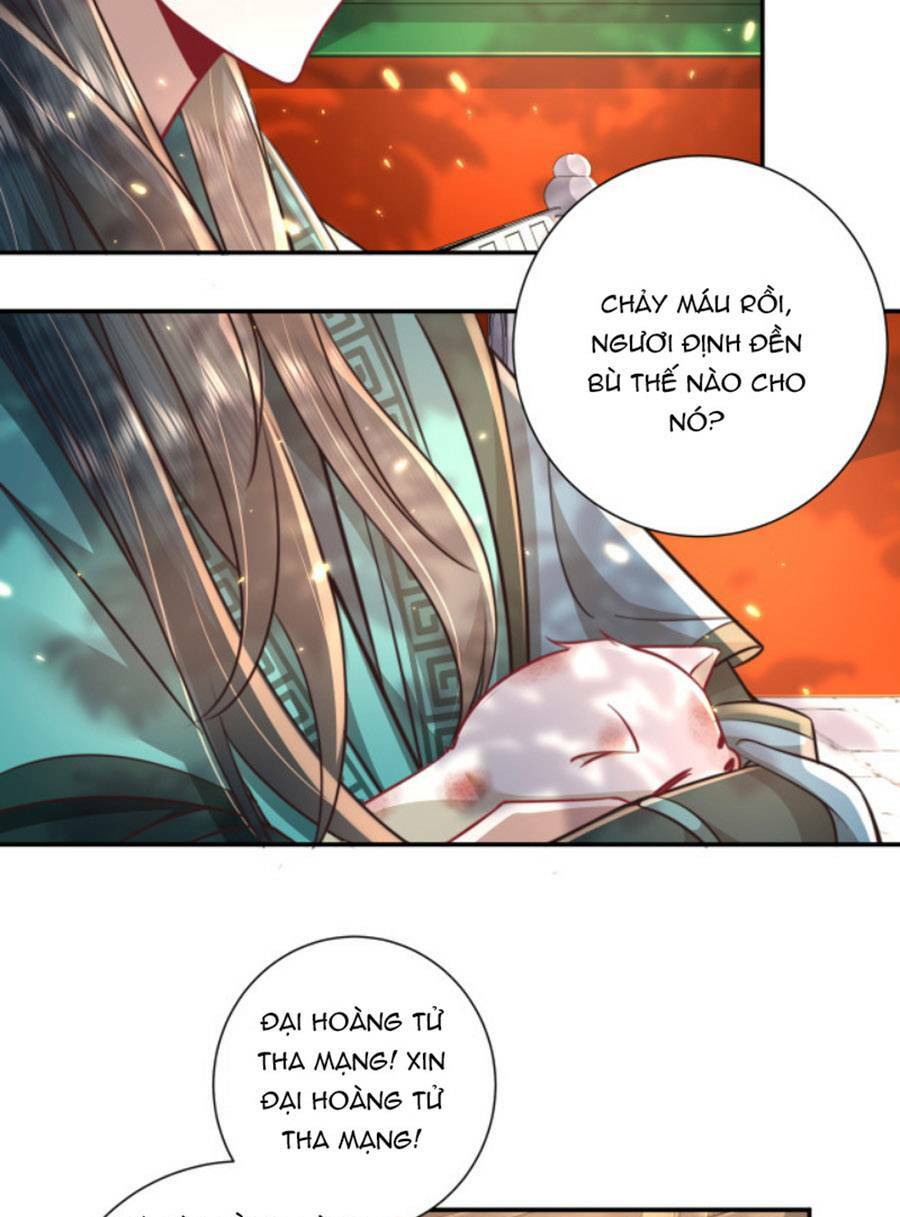 CHẢY MÁU RỒI,
NGƯƠI ĐỊNH ĐỀN
BÙ THẾ NÀO CHO
NÓ?
ĐẠI HOÀNG TỬ
THA MẠNG! XIN
ĐẠI HOÀNG TỬ
THA MẠNG!